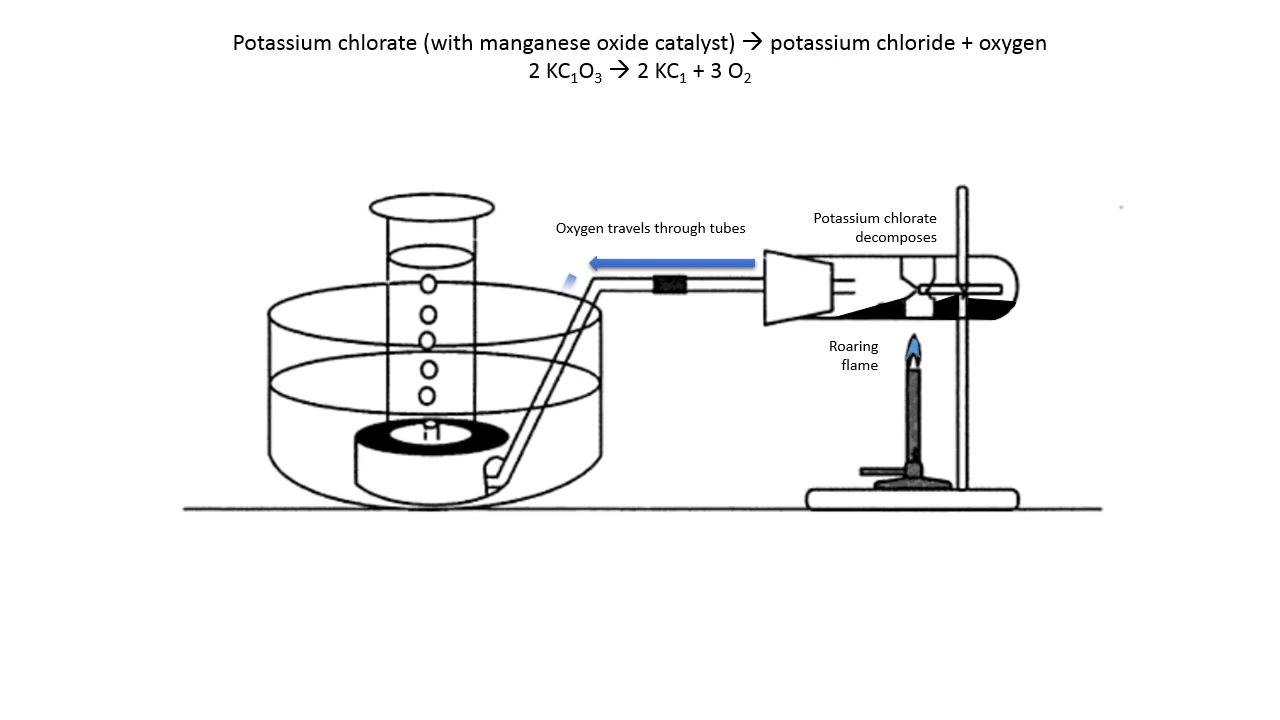 Potassium chlorate (with manganese oxide catalyst) → potassium chloride + oxygen
2 KC₁O₃ → 2 KC₁ + 3 O₂
Oxygen travels through tubes
Potassium chlorate
decomposes
Roaring
flame